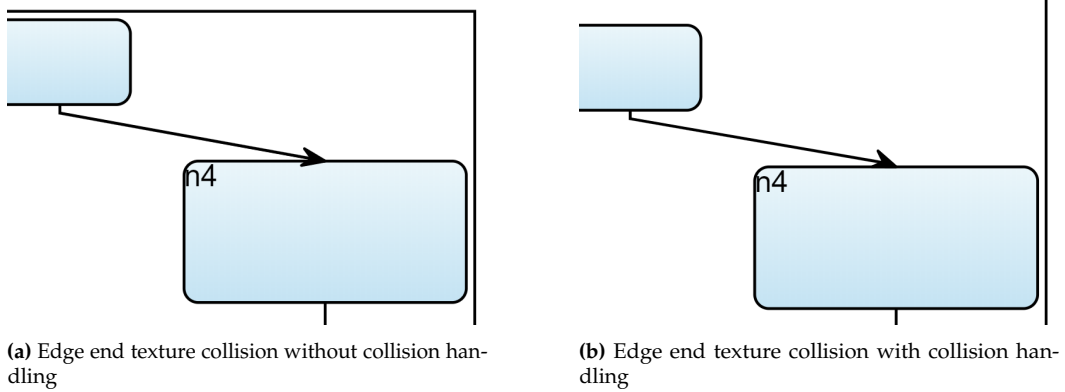 n4
n4
(a) Edge end texture collision without collision han-
dling
(b) Edge end texture collision with collision han-
dling